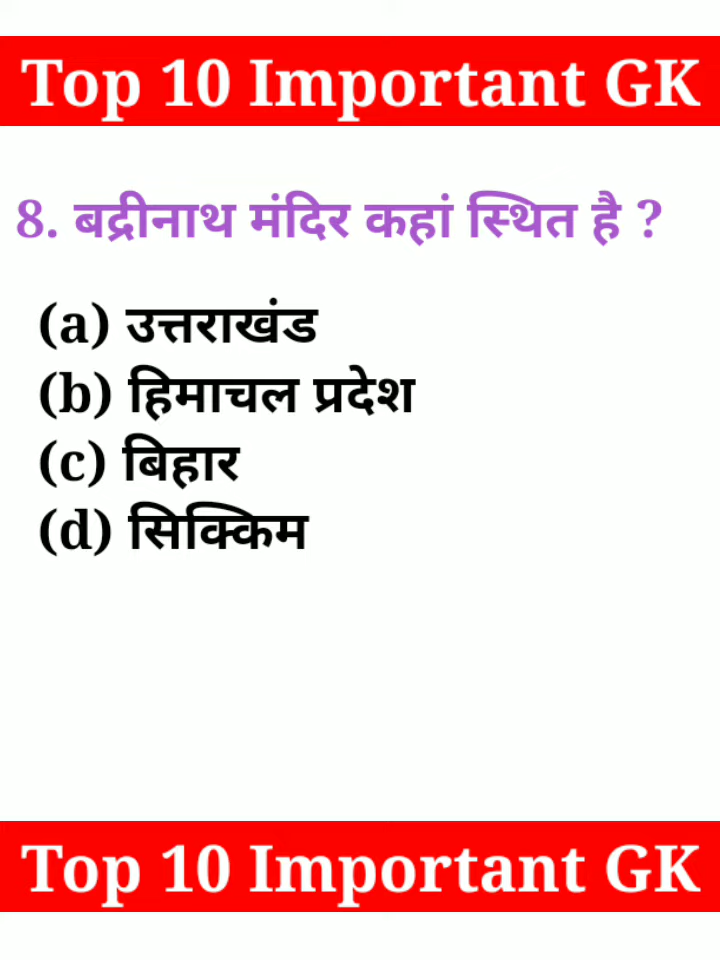 Top 10 Important GK
8. बद्रीनाथ मंदिर कहां स्थित है ?
(a) उत्तराखंड
(b) हिमाचल प्रदेश
(c) बिहार
(d) सिक्किम
Top 10 Important GK